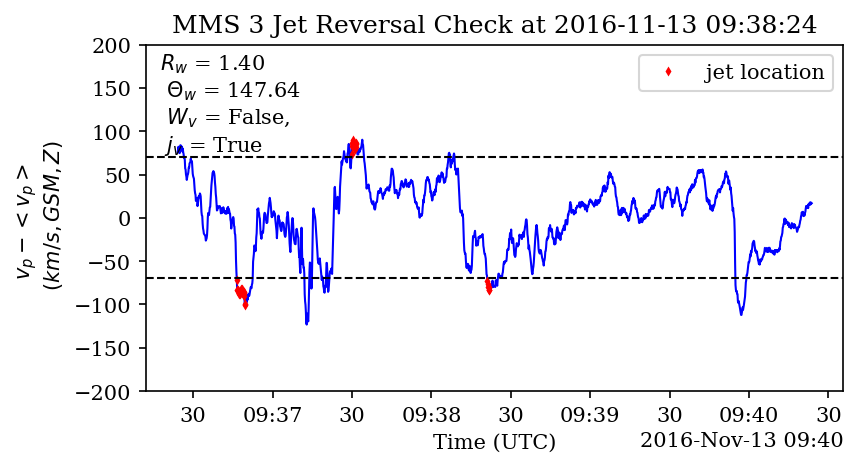 MMS 3 Jet Reversal Check at 2016-11-13 09:38:24
R_w = 1.40
Θ_w = 147.64
W_v = False,
j_v = True
jet location
v_p − < v_p >
(km/s, GSM, Z)
200
150
100
50
0
−50
−100
−150
−200
30 09:37 30 09:38 30 09:39 30 09:40 30
Time (UTC)
2016-Nov-13 09:40